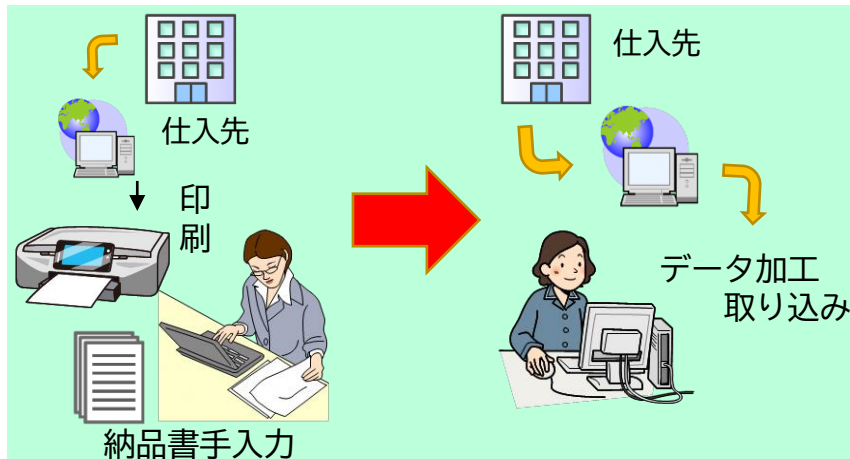 仕入先
印
刷
納品書手入力
仕入先
データ加工
取り込み